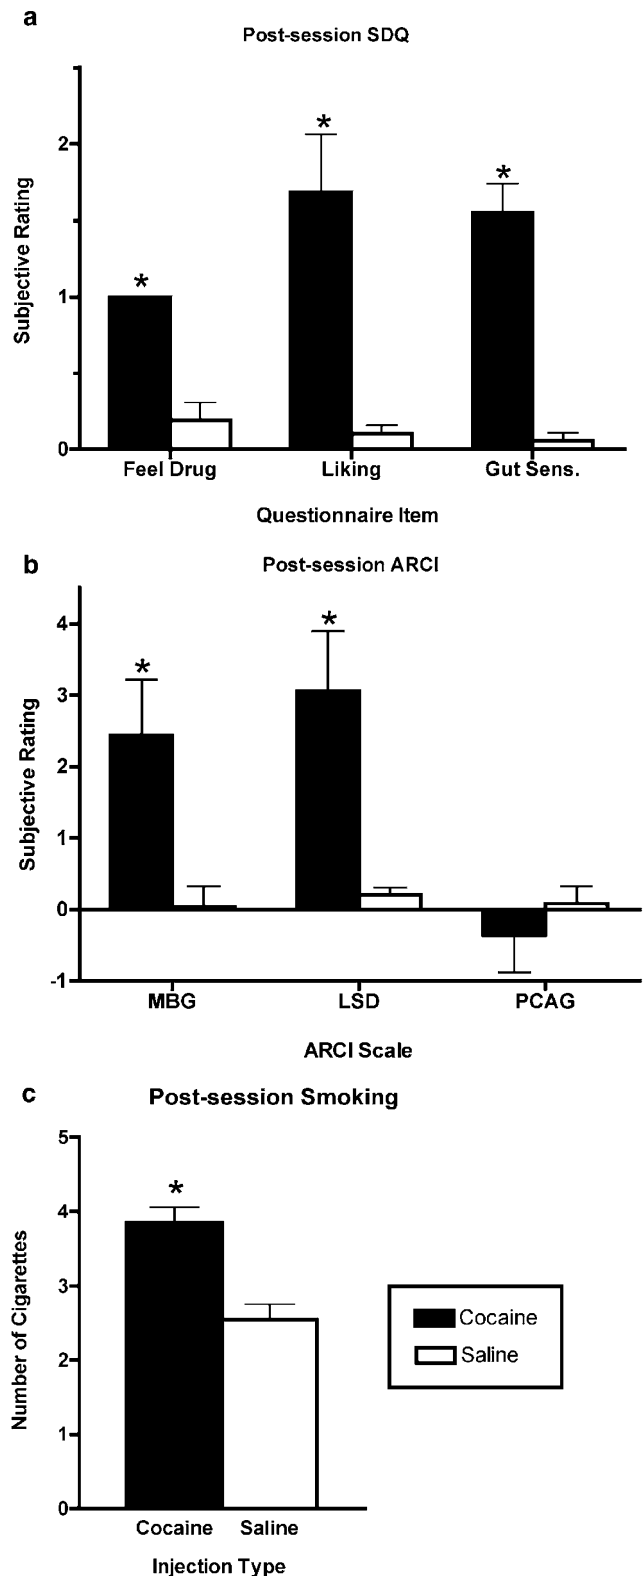 a
Post-session SDQ
Subjective Rating
2
*
*
1
*
0
Feel Drug Liking Gut Sens.
Questionnaire Item
b
Post-session ARCI
Subjective Rating
4
*
3
*
2
1
0
-1
MBG LSD PCAG
ARCI Scale
c
Post-session Smoking
Number of Cigarettes
5
4
*
3
2
1
0
Cocaine Saline
Injection Type
Cocaine
Saline